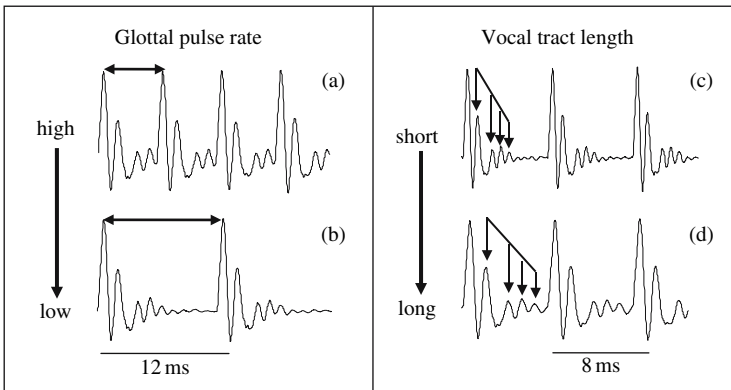 Glottal pulse rate
(a)
high
(b)
low
12 ms
Vocal tract length
(c)
short
(d)
long
8 ms